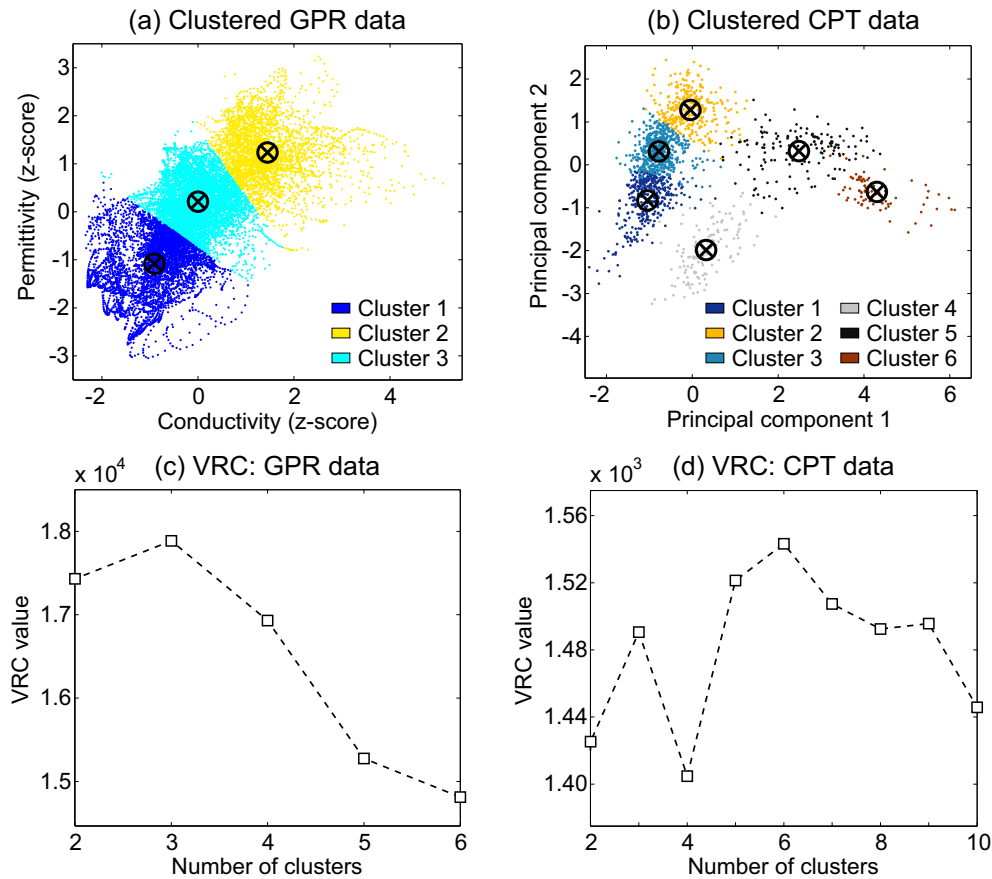 (a) Clustered GPR data
Permittivity (z-score)
3
2
1
0
-1
-2
-3
-2
0
2
4
Conductivity (z-score)
Cluster 1
Cluster 2
Cluster 3
(b) Clustered CPT data
Principal component 2
2
1
0
-1
-2
-3
-4
-2
0
2
4
6
Principal component 1
Cluster 1
Cluster 2
Cluster 3
Cluster 4
Cluster 5
Cluster 6
(c) VRC: GPR data
x 10^4
VRC value
1.8
1.7
1.6
1.5
2
3
4
5
6
Number of clusters
(d) VRC: CPT data
x 10^3
VRC value
1.56
1.52
1.48
1.44
1.40
2
4
6
8
10
Number of clusters